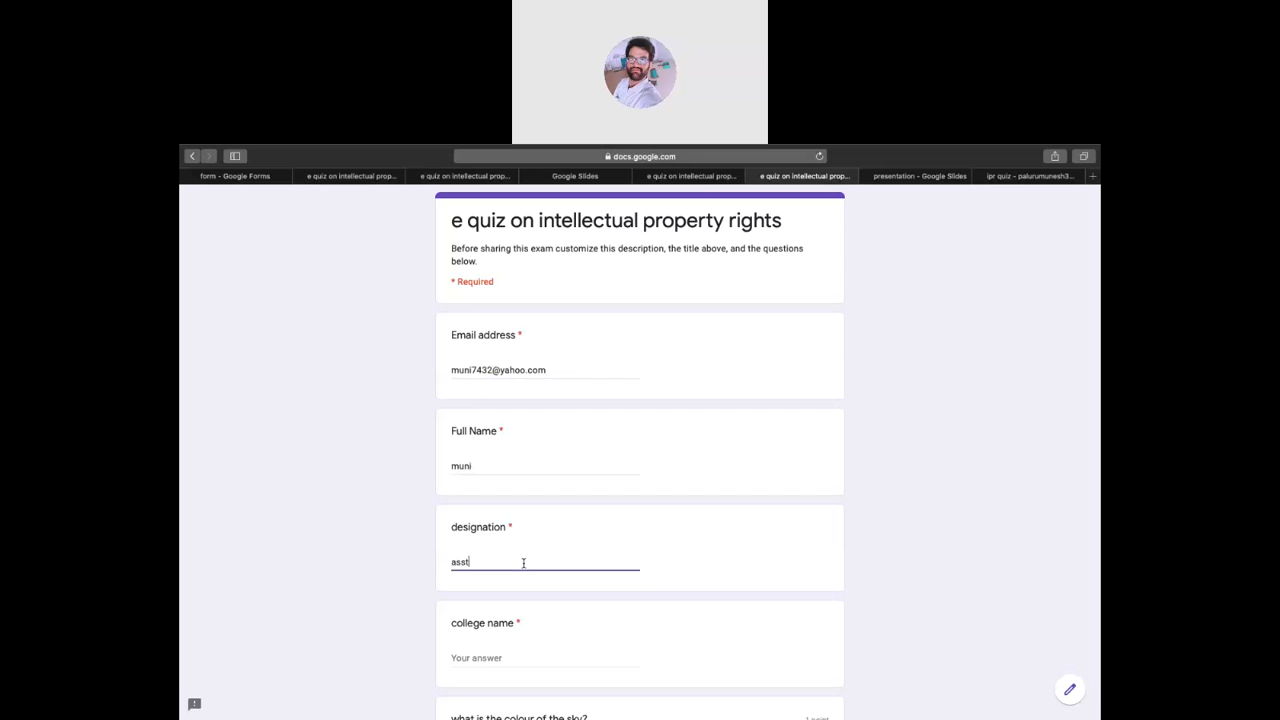 docs.google.com
form - Google Forms
e quiz on intellectual prop...
e quiz on intellectual prop...
Google Slides
e quiz on intellectual prop...
e quiz on intellectual prop...
presentation - Google Slides
ipr quiz - palurumunesh3...
e quiz on intellectual property rights
Before sharing this exam customize this description, the title above, and the questions
below.
* Required
Email address *
muni7432@yahoo.com
Full Name *
muni
designation *
asst
college name *
Your answer
what is the colour of the sky?
1 point